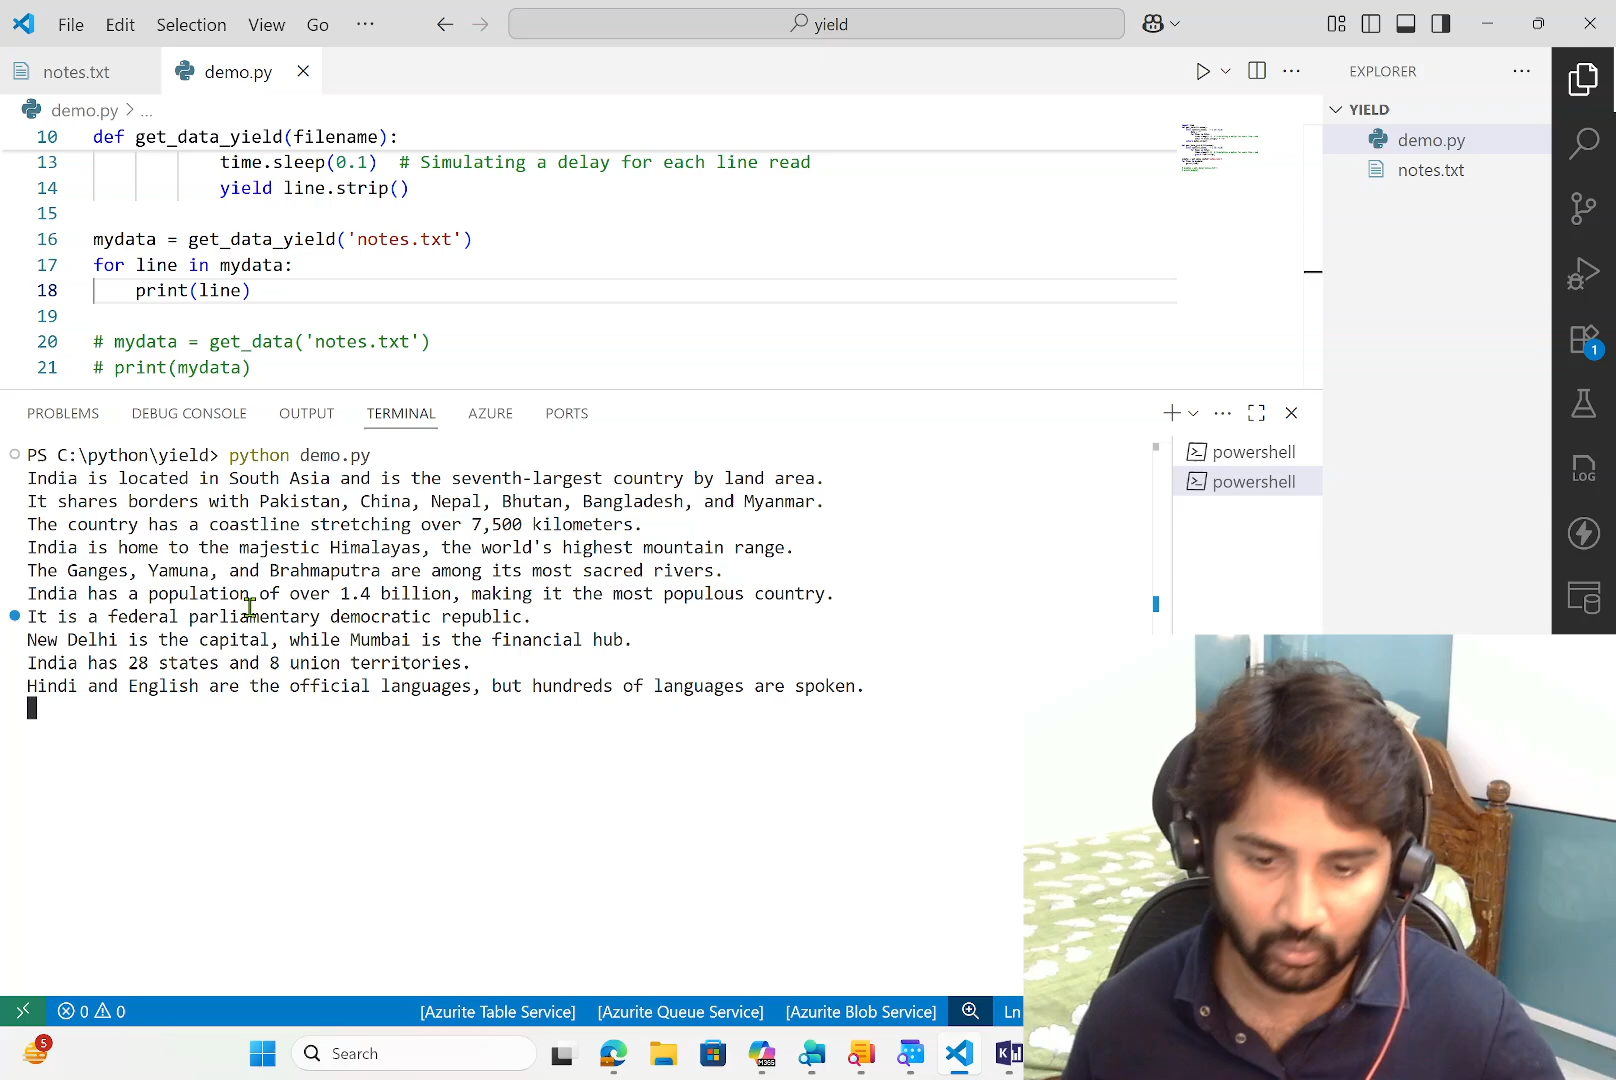 File Edit Selection View Go ··· yield
notes.txt demo.py
EXPLORER
demo.py > ...
YIELD
demo.py
notes.txt
10 def get_data_yield(filename):
13 time.sleep(0.1) # Simulating a delay for each line read
14 yield line.strip()
15
16 mydata = get_data_yield('notes.txt')
17 for line in mydata:
18 print(line)
19
20 # mydata = get_data('notes.txt')
21 # print(mydata)
1
LOG
PROBLEMS DEBUG CONSOLE OUTPUT TERMINAL AZURE PORTS
powershell
powershell
PS C:\python\yield> python demo.py
India is located in South Asia and is the seventh-largest country by land area.
It shares borders with Pakistan, China, Nepal, Bhutan, Bangladesh, and Myanmar.
The country has a coastline stretching over 7,500 kilometers.
India is home to the majestic Himalayas, the world's highest mountain range.
The Ganges, Yamuna, and Brahmaputra are among its most sacred rivers.
India has a population of over 1.4 billion, making it the most populous country.
It is a federal parliamentary democratic republic.
New Delhi is the capital, while Mumbai is the financial hub.
India has 28 states and 8 union territories.
Hindi and English are the official languages, but hundreds of languages are spoken.
0 0 [Azurite Table Service] [Azurite Queue Service] [Azurite Blob Service] Ln
5 Search M365 K